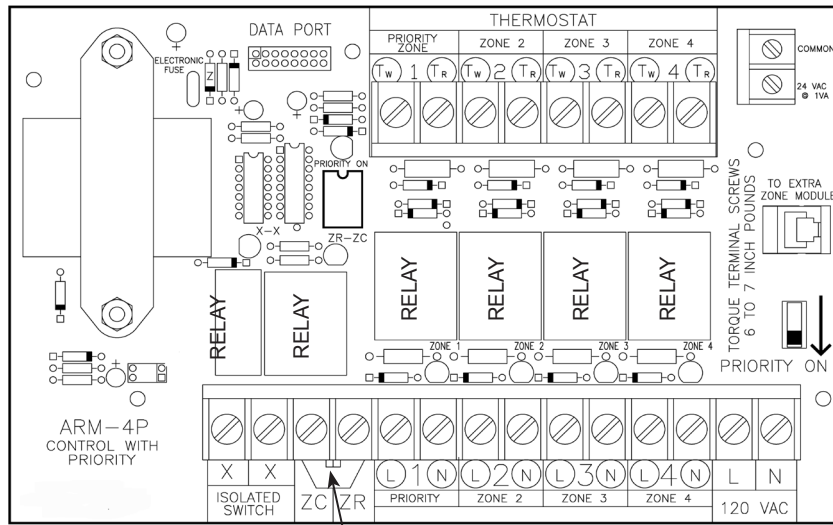 THERMOSTAT
DATA PORT
PRIORITY
ZONE
ZONE 2
ZONE 3
ZONE 4
COMMON
ELECTRONIC
FUSE
Z
TW 1 TR
TW 2 TR
TW 3 TR
TW 4 TR
24 VAC
@ 1VA
PRIORITY ON
TO EXTRA
ZONE MODULE
TORQUE TERMINAL SCREWS
6 TO 7 INCH POUNDS
X-X
ZR-ZC
RELAY
RELAY
RELAY
RELAY
RELAY
RELAY
ZONE 1
ZONE 2
ZONE 3
ZONE 4
PRIORITY ON
ARM-4P
CONTROL WITH
PRIORITY
X X
ISOLATED
SWITCH
ZC ZR
L 1 N
PRIORITY
L 2 N
ZONE 2
L 3 N
ZONE 3
L 4 N
ZONE 4
L N
120 VAC